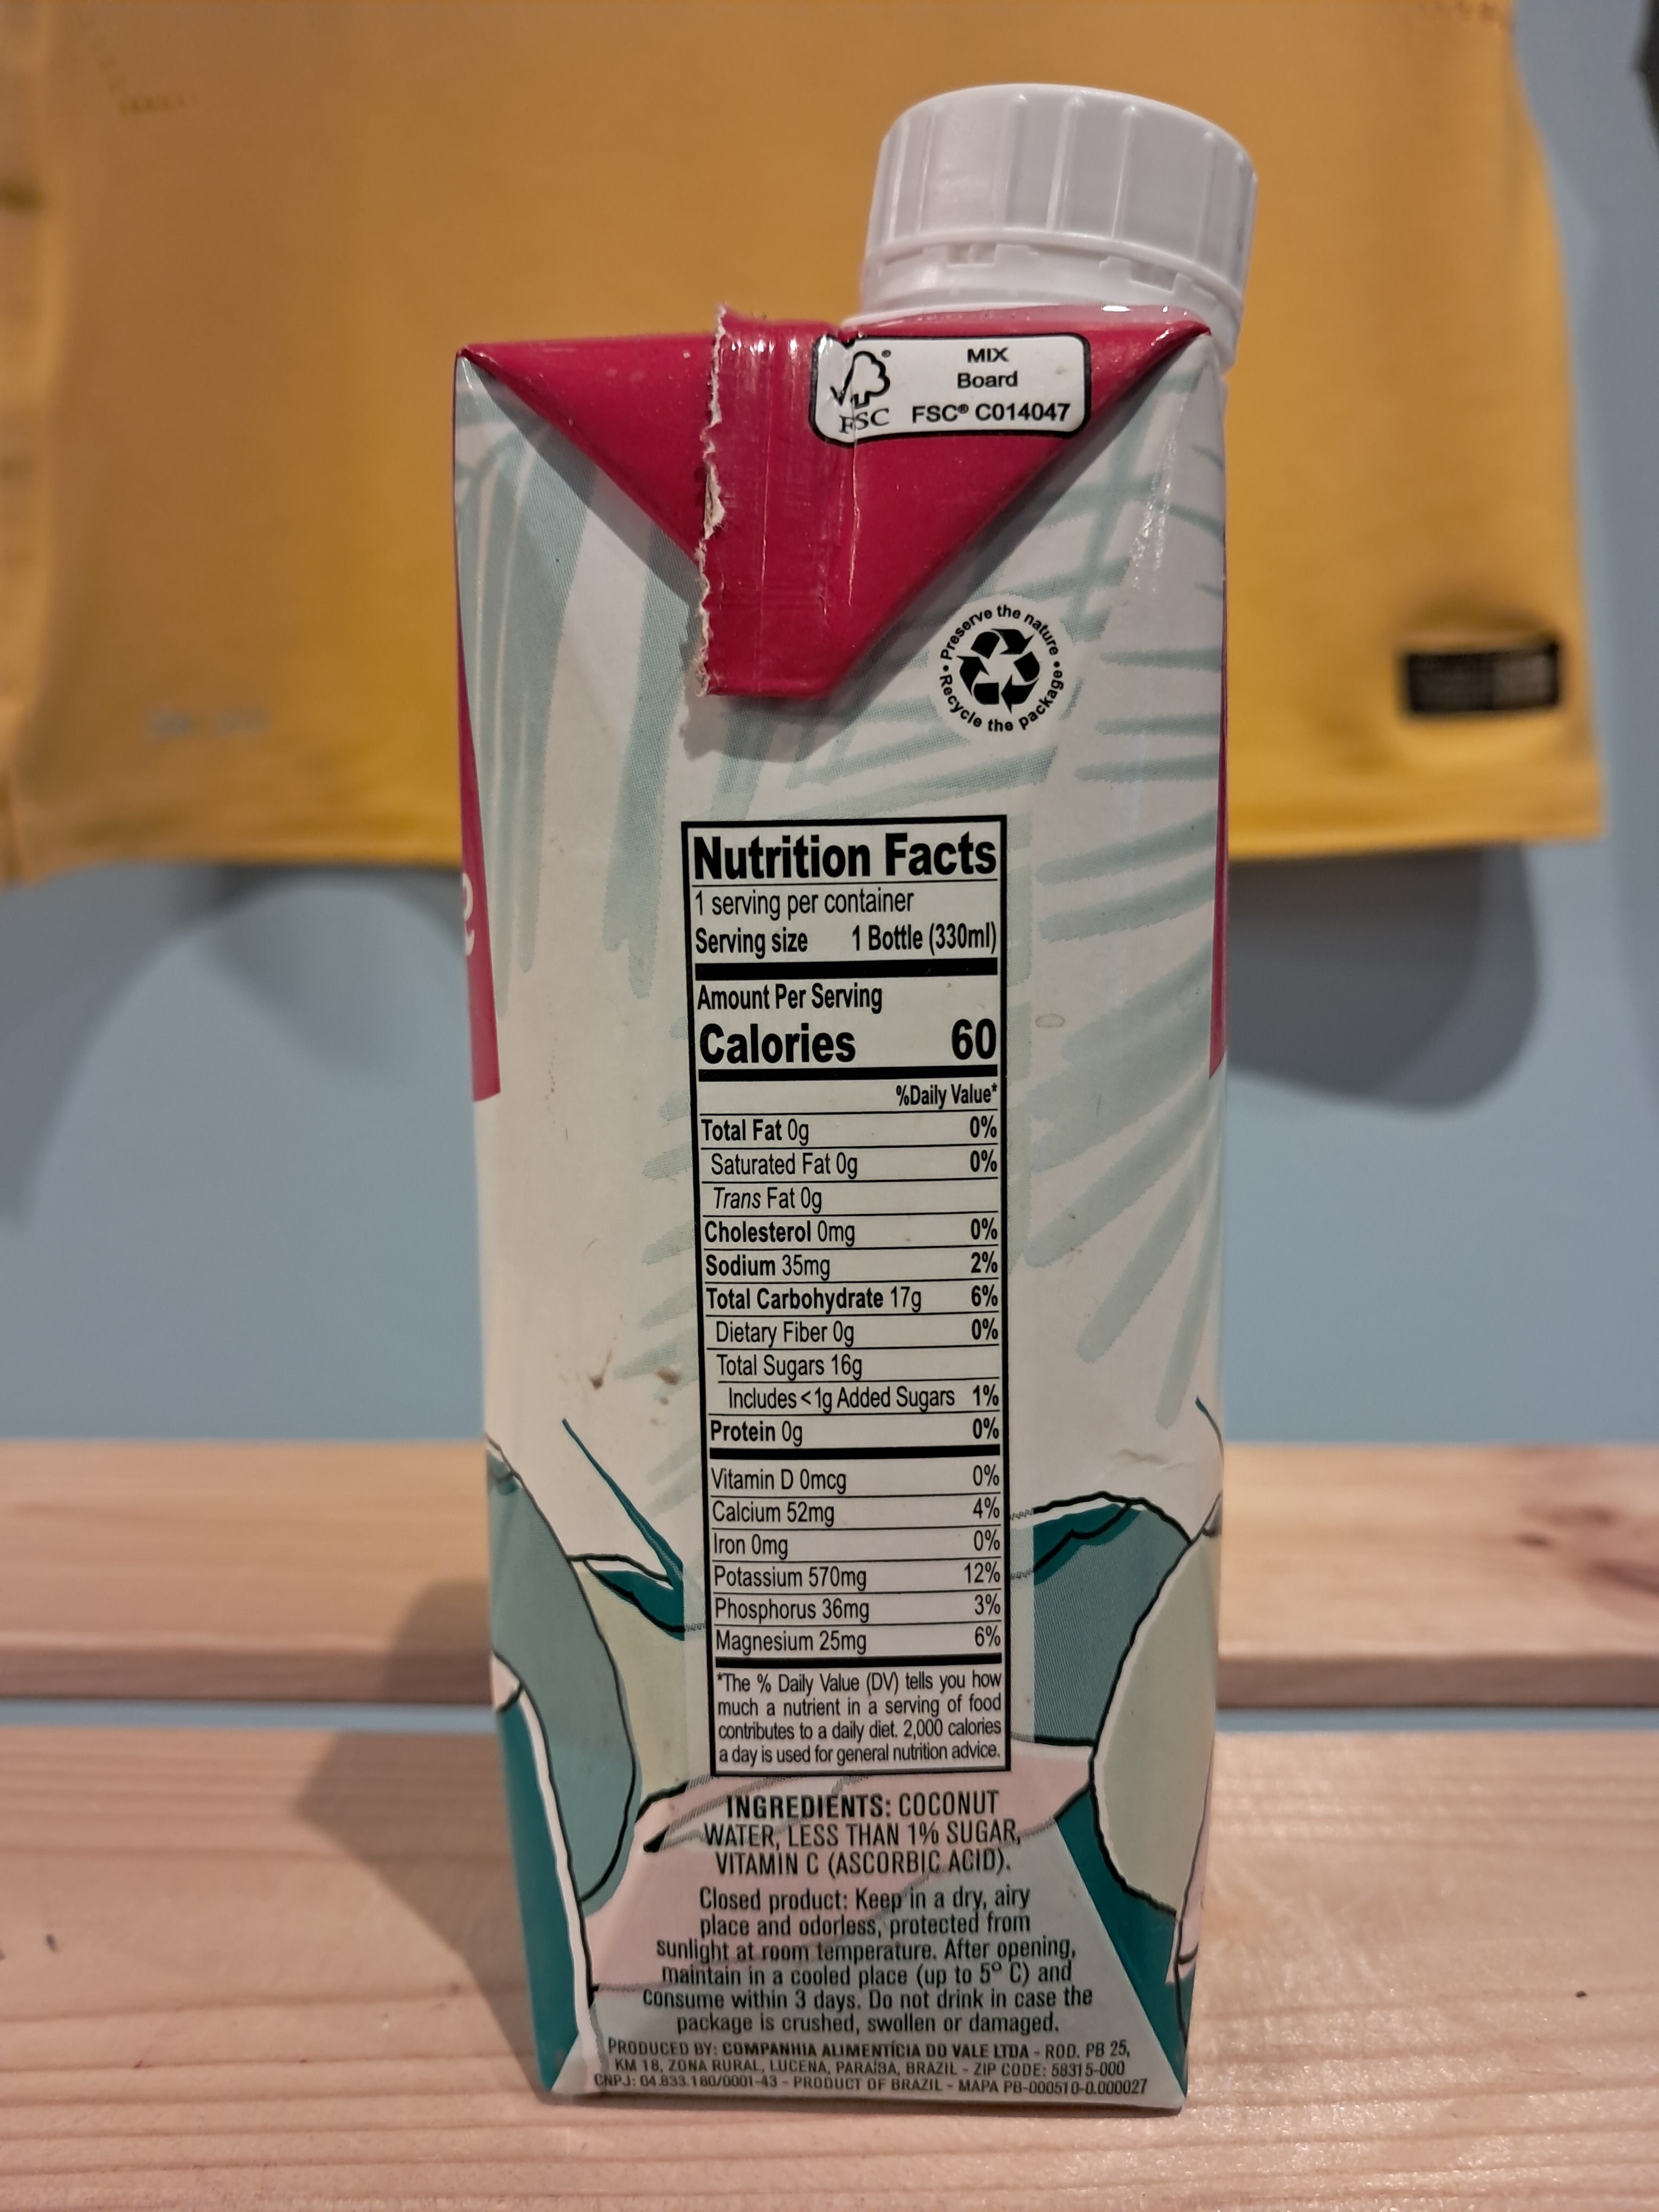 MIX
Board
FSC® C014047
FSC
Preserve the nature •
Recycle the package •
Nutrition Facts
1 serving per container
Serving size 1 Bottle (330ml)
Amount Per Serving
Calories 60
%Daily Value*
Total Fat 0g 0%
Saturated Fat 0g 0%
Trans Fat 0g
Cholesterol 0mg 0%
Sodium 35mg 2%
Total Carbohydrate 17g 6%
Dietary Fiber 0g 0%
Total Sugars 16g
Includes <1g Added Sugars 1%
Protein 0g 0%
Vitamin D 0mcg 0%
Calcium 52mg 4%
Iron 0mg 0%
Potassium 570mg 12%
Phosphorus 36mg 3%
Magnesium 25mg 6%
*The % Daily Value (DV) tells you how
much a nutrient in a serving of food
contributes to a daily diet. 2,000 calories
a day is used for general nutrition advice.
INGREDIENTS: COCONUT
WATER, LESS THAN 1% SUGAR,
VITAMIN C (ASCORBIC ACID).
Closed product: Keep in a dry, airy
place and odorless, protected from
sunlight at room temperature. After opening,
maintain in a cooled place (up to 5º C) and
consume within 3 days. Do not drink in case the
package is crushed, swollen or damaged.
PRODUCED BY: COMPANHIA ALIMENTÍCIA DO VALE LTDA - ROD. PB 25,
KM 18, ZONA RURAL, LUCENA, PARAÍBA, BRAZIL - ZIP CODE: 58315-000
CNPJ: 04.833.180/0001-43 - PRODUCT OF BRAZIL - MAPA PB-000510-0.000027